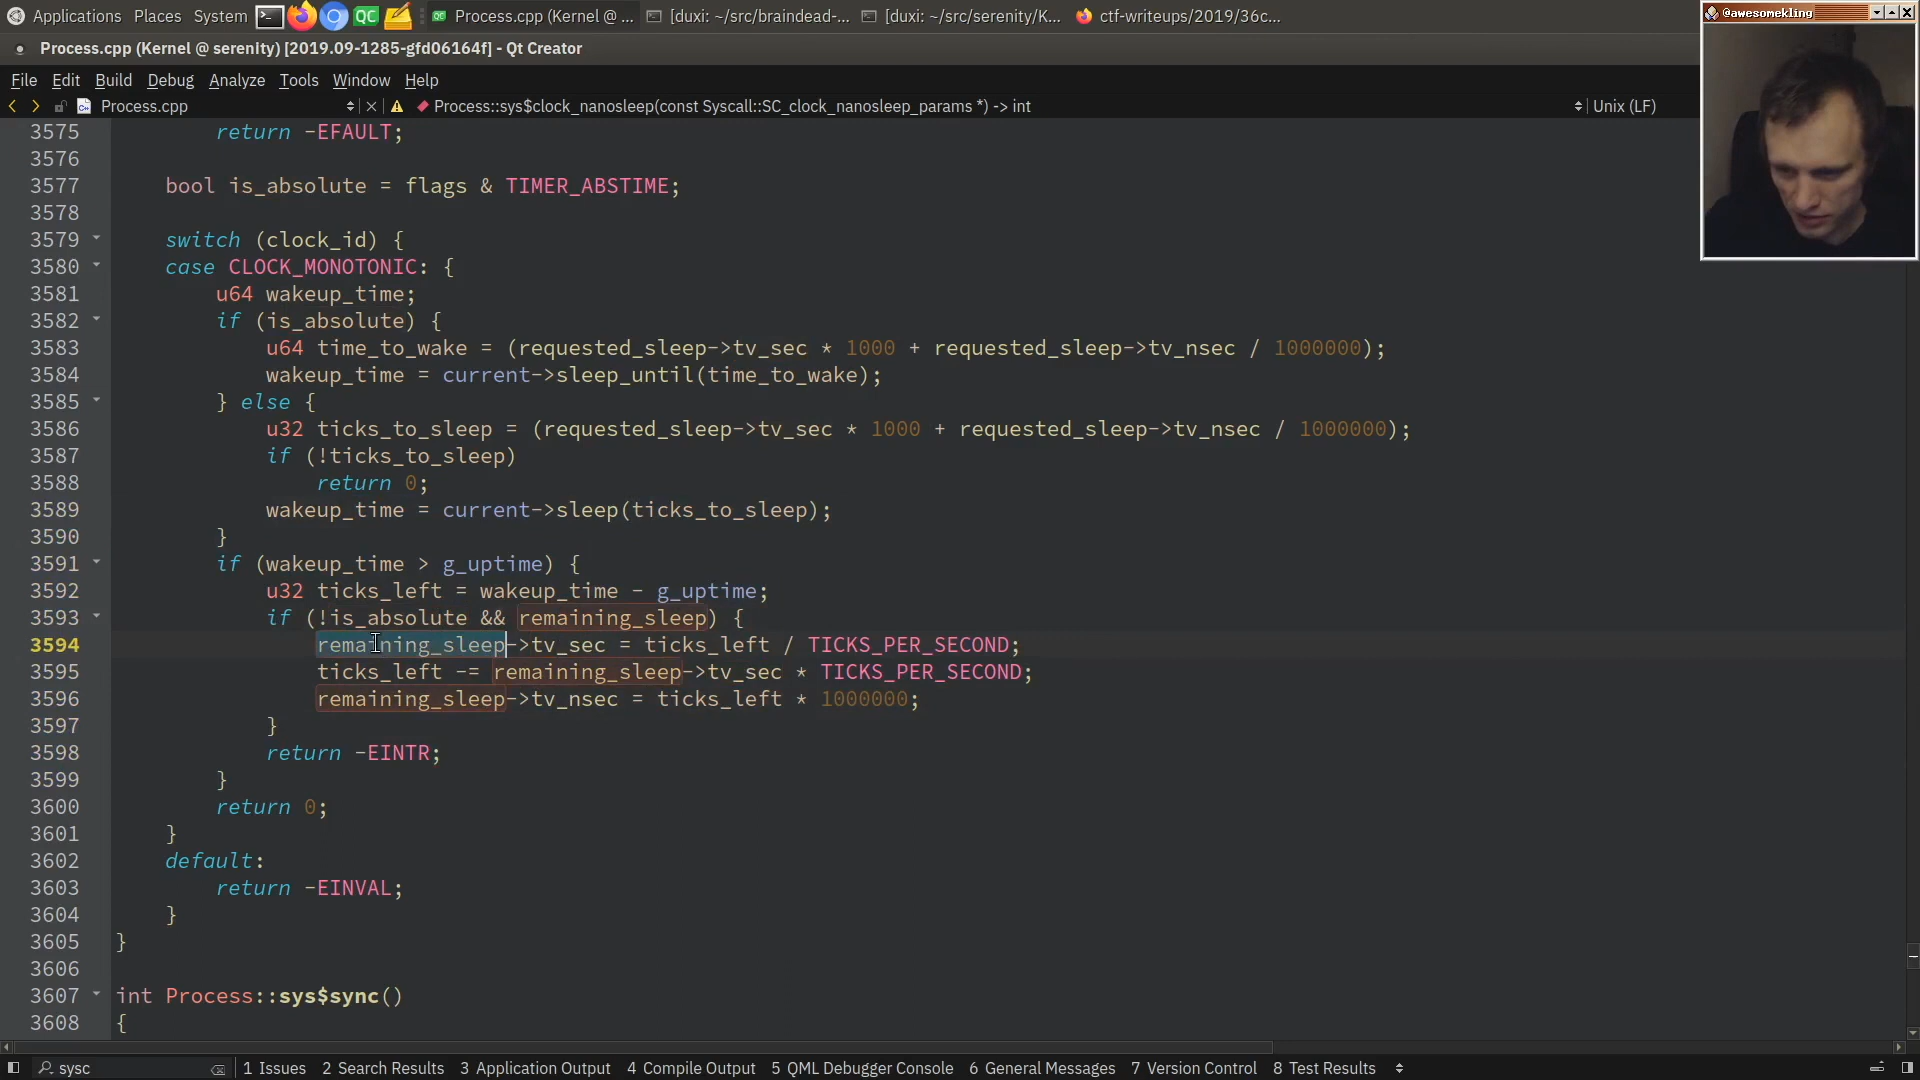 Applications Places System Process.cpp (Kernel @ ... [duxi: ~/src/braindead-... [duxi: ~/src/serenity/K... ctf-writeups/2019/36c...
@awesomekling
Process.cpp (Kernel @ serenity) [2019.09-1285-gfd06164f] - Qt Creator
File Edit Build Debug Analyze Tools Window Help
Process.cpp Process::sys$clock_nanosleep(const Syscall::SC_clock_nanosleep_params *) -> int Unix (LF)
3575 return -EFAULT;
3576
3577 bool is_absolute = flags & TIMER_ABSTIME;
3578
3579 switch (clock_id) {
3580 case CLOCK_MONOTONIC: {
3581 u64 wakeup_time;
3582 if (is_absolute) {
3583 u64 time_to_wake = (requested_sleep->tv_sec * 1000 + requested_sleep->tv_nsec / 1000000);
3584 wakeup_time = current->sleep_until(time_to_wake);
3585 } else {
3586 u32 ticks_to_sleep = (requested_sleep->tv_sec * 1000 + requested_sleep->tv_nsec / 1000000);
3587 if (!ticks_to_sleep)
3588 return 0;
3589 wakeup_time = current->sleep(ticks_to_sleep);
3590 }
3591 if (wakeup_time > g_uptime) {
3592 u32 ticks_left = wakeup_time - g_uptime;
3593 if (!is_absolute && remaining_sleep) {
3594 remaining_sleep->tv_sec = ticks_left / TICKS_PER_SECOND;
3595 ticks_left -= remaining_sleep->tv_sec * TICKS_PER_SECOND;
3596 remaining_sleep->tv_nsec = ticks_left * 1000000;
3597 }
3598 return -EINTR;
3599 }
3600 return 0;
3601 }
3602 default:
3603 return -EINVAL;
3604 }
3605 }
3606
3607 int Process::sys$sync()
3608 {
sysc 1 Issues 2 Search Results 3 Application Output 4 Compile Output 5 QML Debugger Console 6 General Messages 7 Version Control 8 Test Results